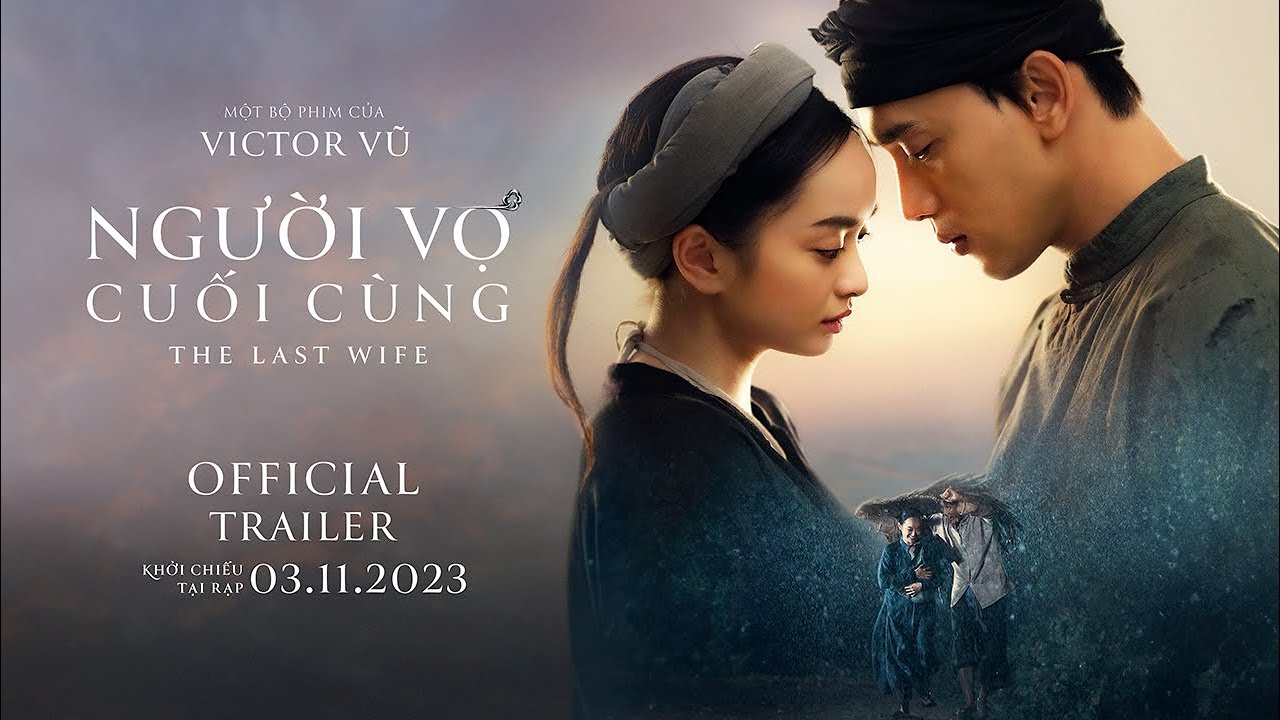 MỘT BỘ PHIM CỦA
VICTOR VŨ
NGƯỜI VỢ
CUỐI CÙNG
THE LAST WIFE
OFFICIAL
TRAILER
KHỞI CHIẾU
TẠI RẠP 03.11.2023